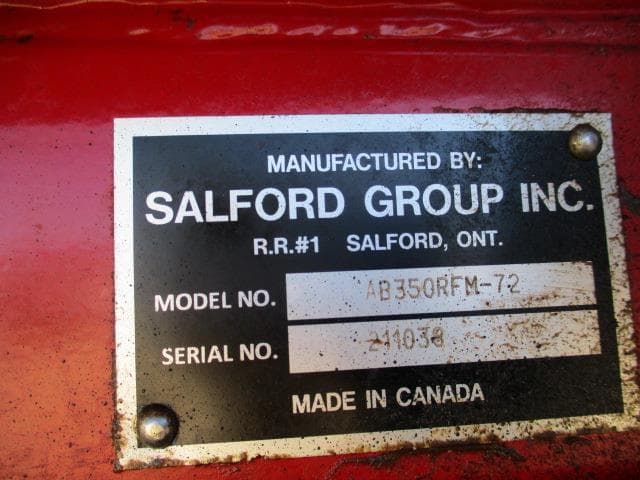 MANUFACTURED BY:
SALFORD GROUP INC.
R.R.#1 SALFORD, ONT.
MODEL NO. AB350RFM-72
SERIAL NO. 211038
MADE IN CANADA